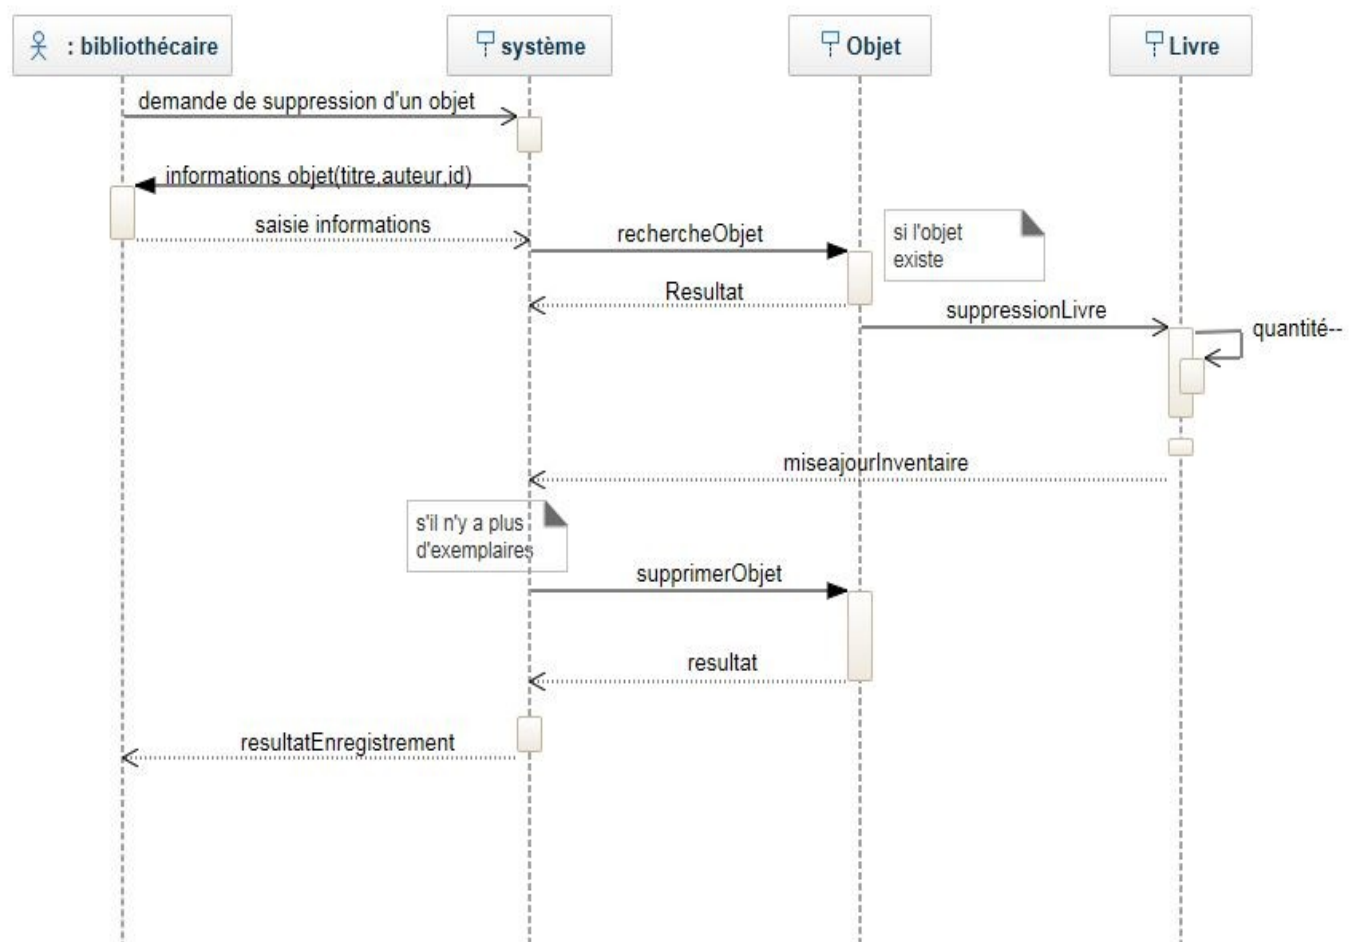 : bibliothécaire
système
Objet
Livre
demande de suppression d'un objet
informations objet(titre,auteur,id)
saisie informations
rechercheObjet
si l'objet
existe
Resultat
suppressionLivre
quantité--
miseajourInventaire
s'il n'y a plus
d'exemplaires
supprimerObjet
resultat
resultatEnregistrement